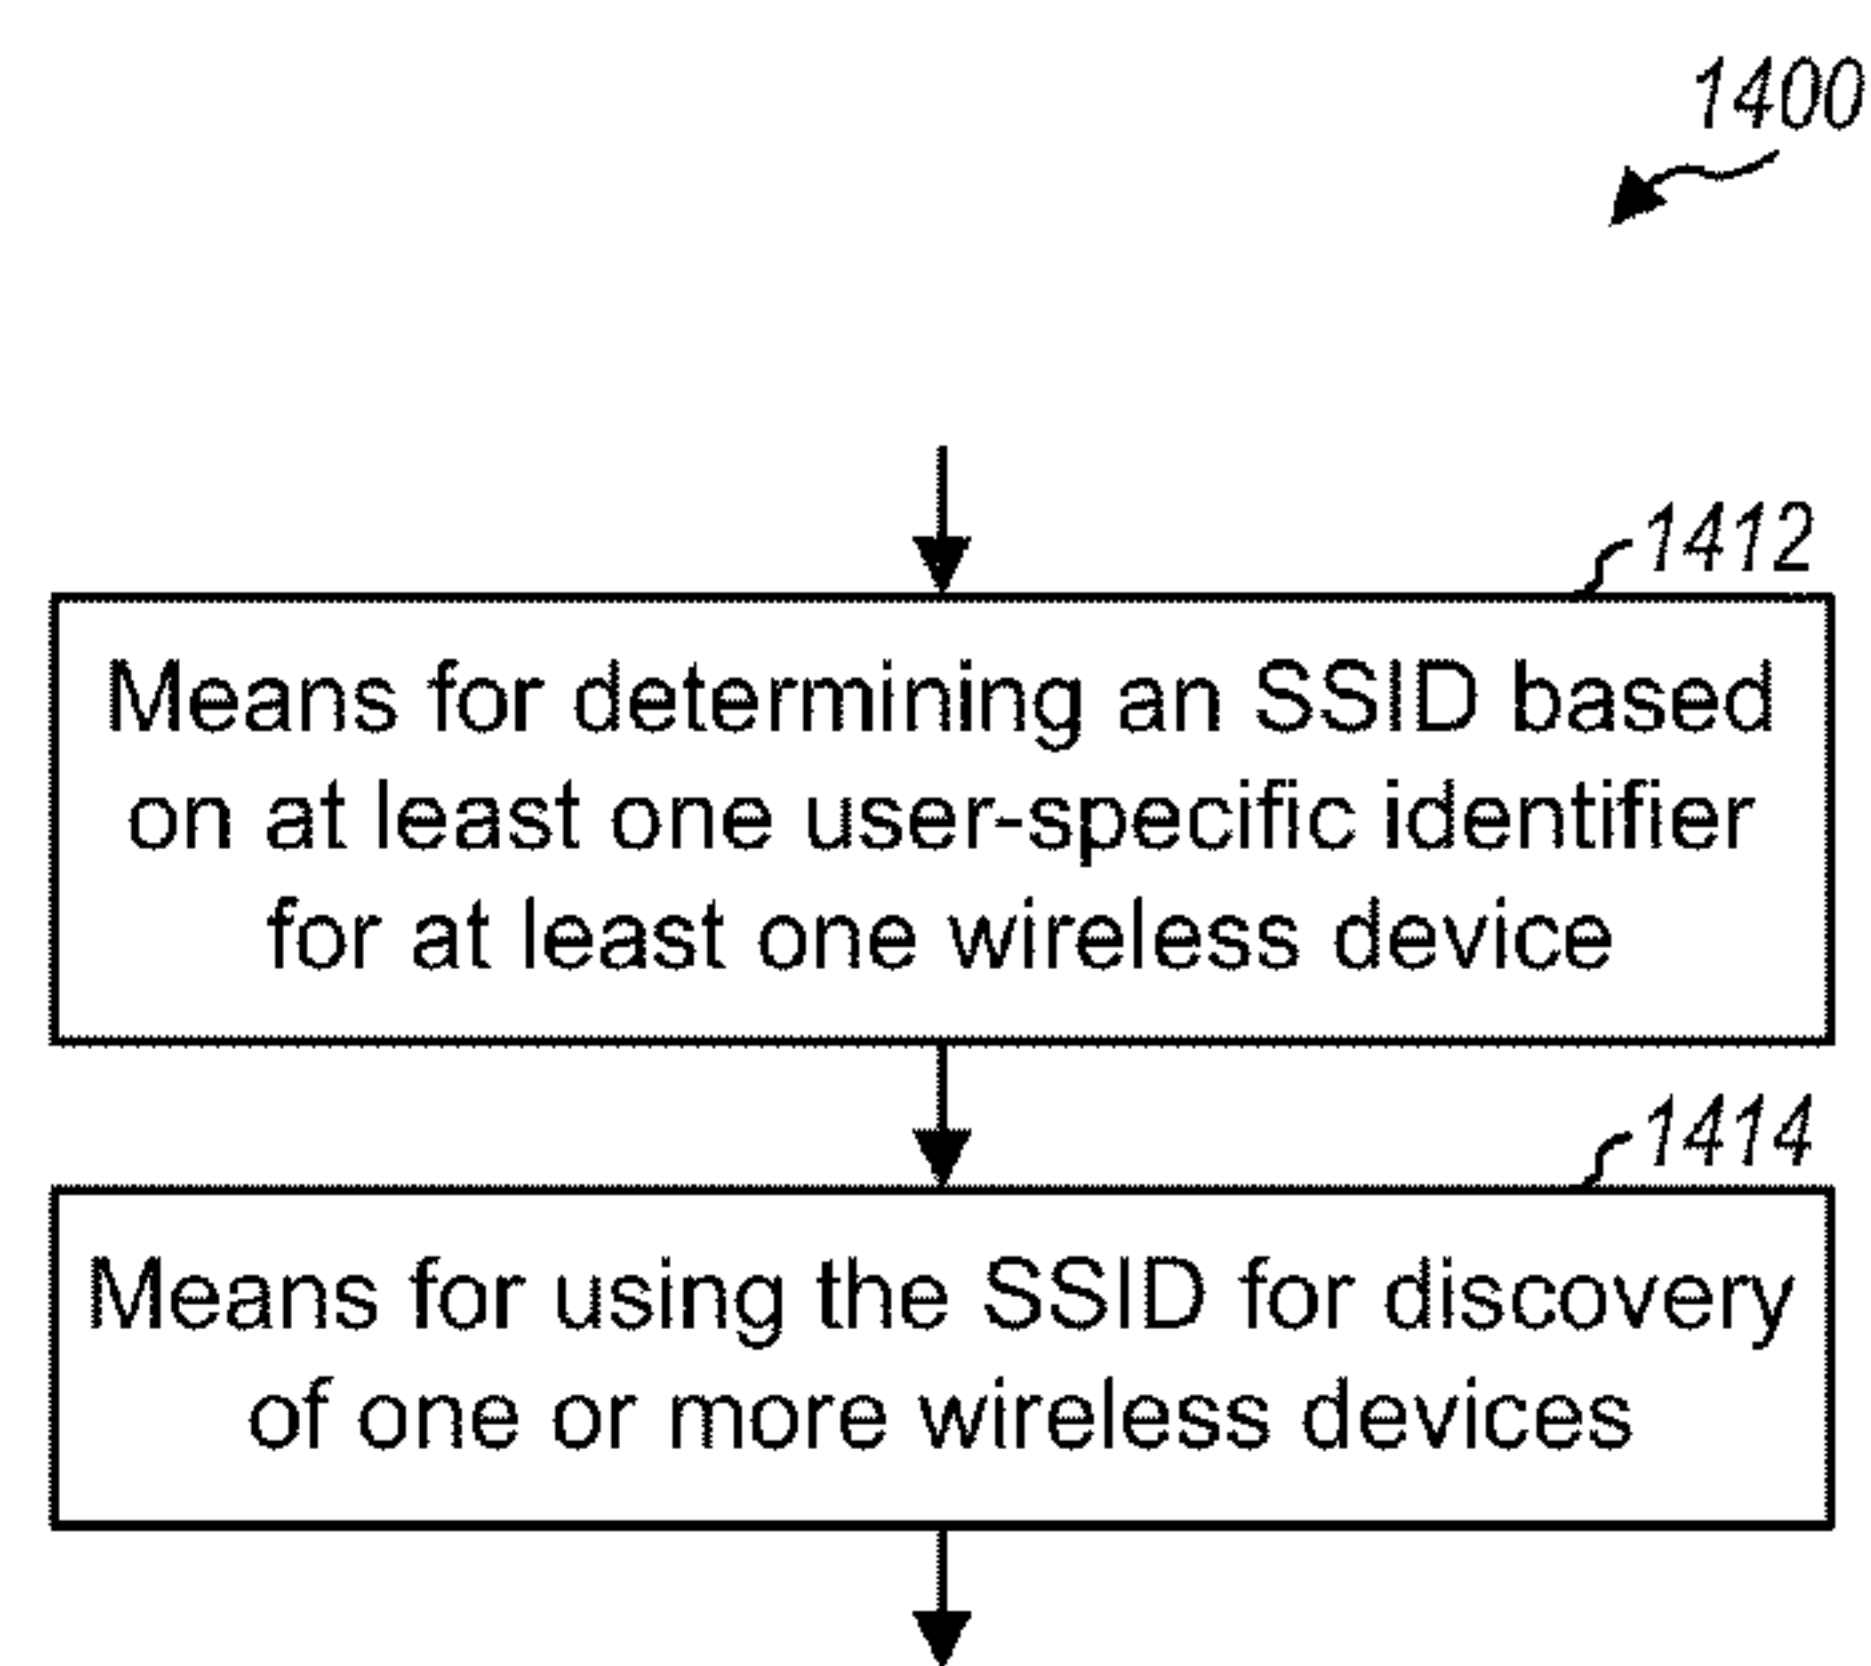 1400
1412
Means for determining an SSID based
on at least one user-specific identifier
for at least one wireless device
1414
Means for using the SSID for discovery
of one or more wireless devices